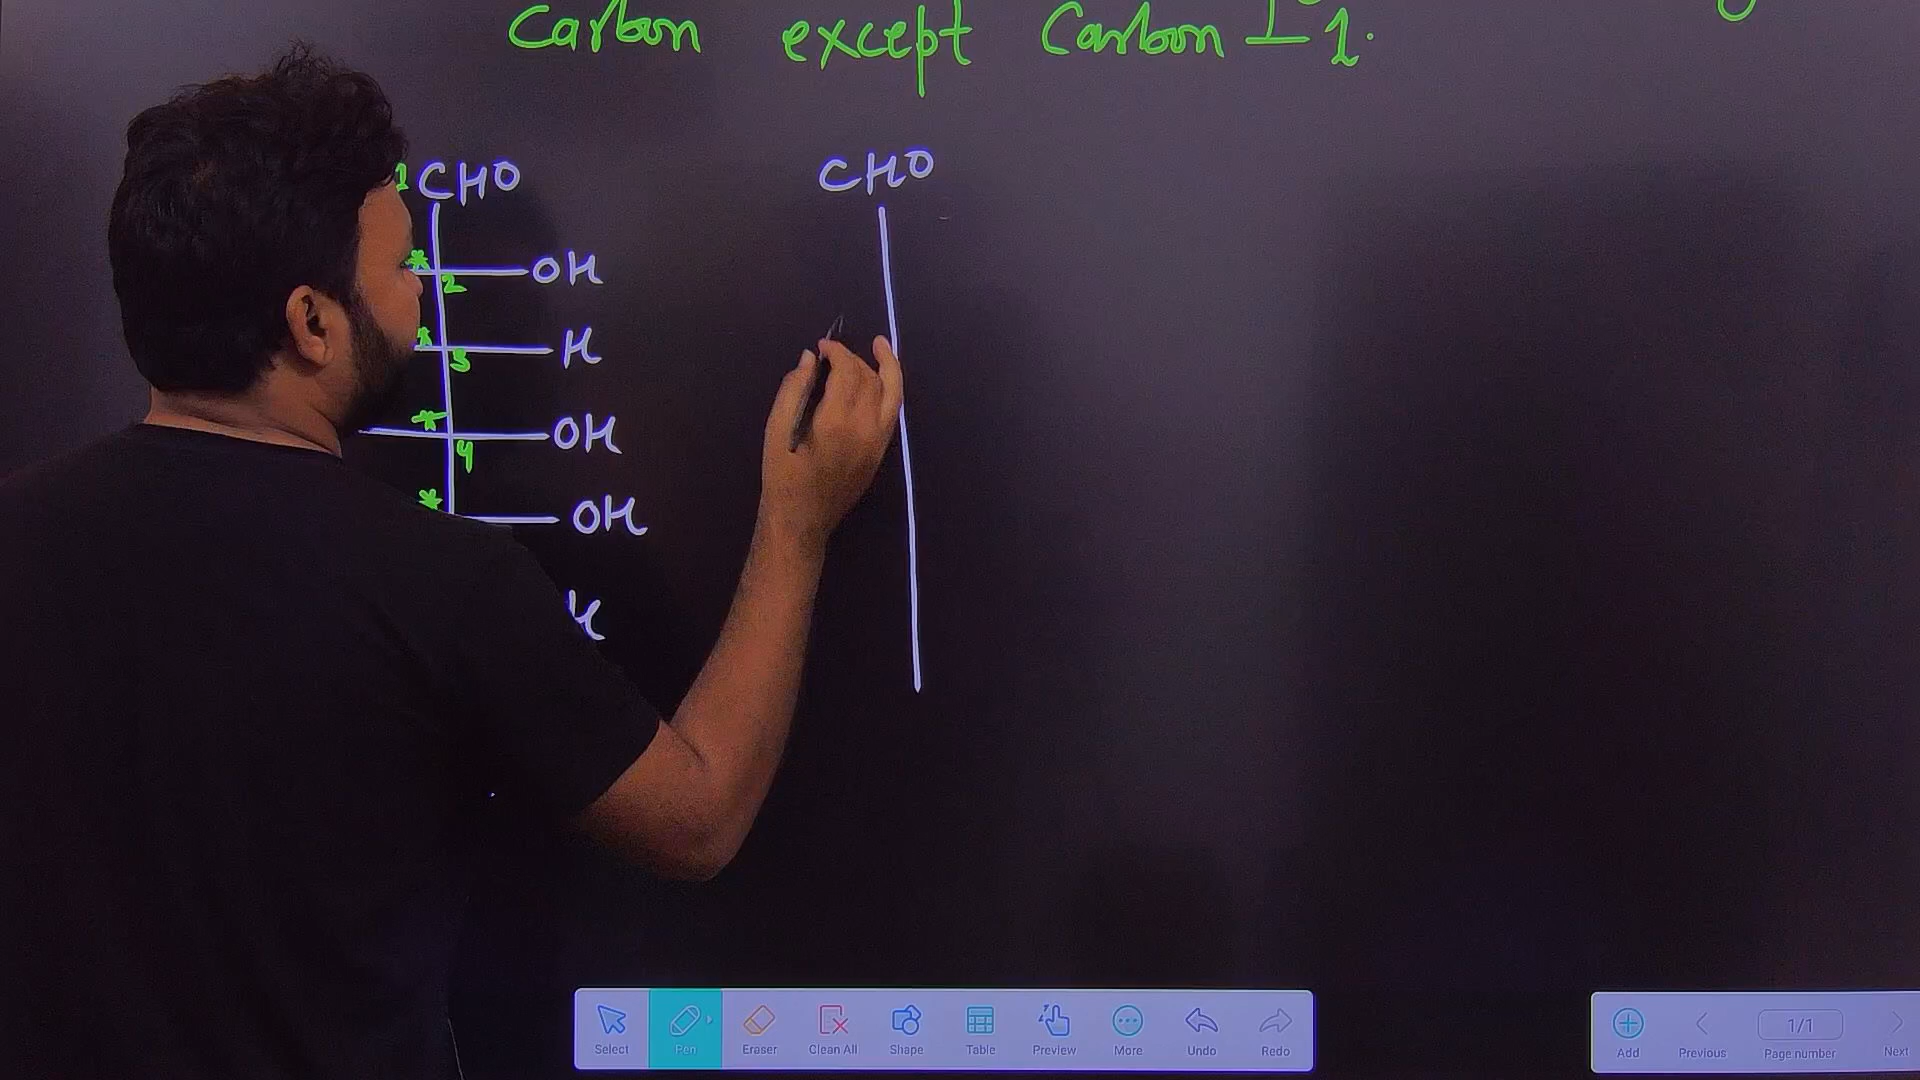 Carbon except Carbon - 1.
1 CHO CHO
* 2 OH
* 3 H
* 4 OH
* OH
H
Select Pen Eraser Clean All Shape Table Preview More Undo Redo
Add Previous 1/1 Page number Next